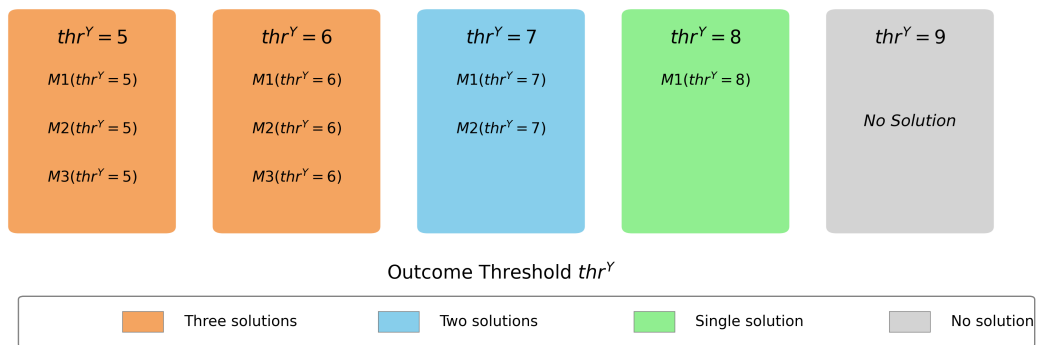 thr^Y = 5
M1(thr^Y = 5)
M2(thr^Y = 5)
M3(thr^Y = 5)
thr^Y = 6
M1(thr^Y = 6)
M2(thr^Y = 6)
M3(thr^Y = 6)
thr^Y = 7
M1(thr^Y = 7)
M2(thr^Y = 7)
thr^Y = 8
M1(thr^Y = 8)
thr^Y = 9
No Solution
Outcome Threshold thr^Y
Three solutions
Two solutions
Single solution
No solution